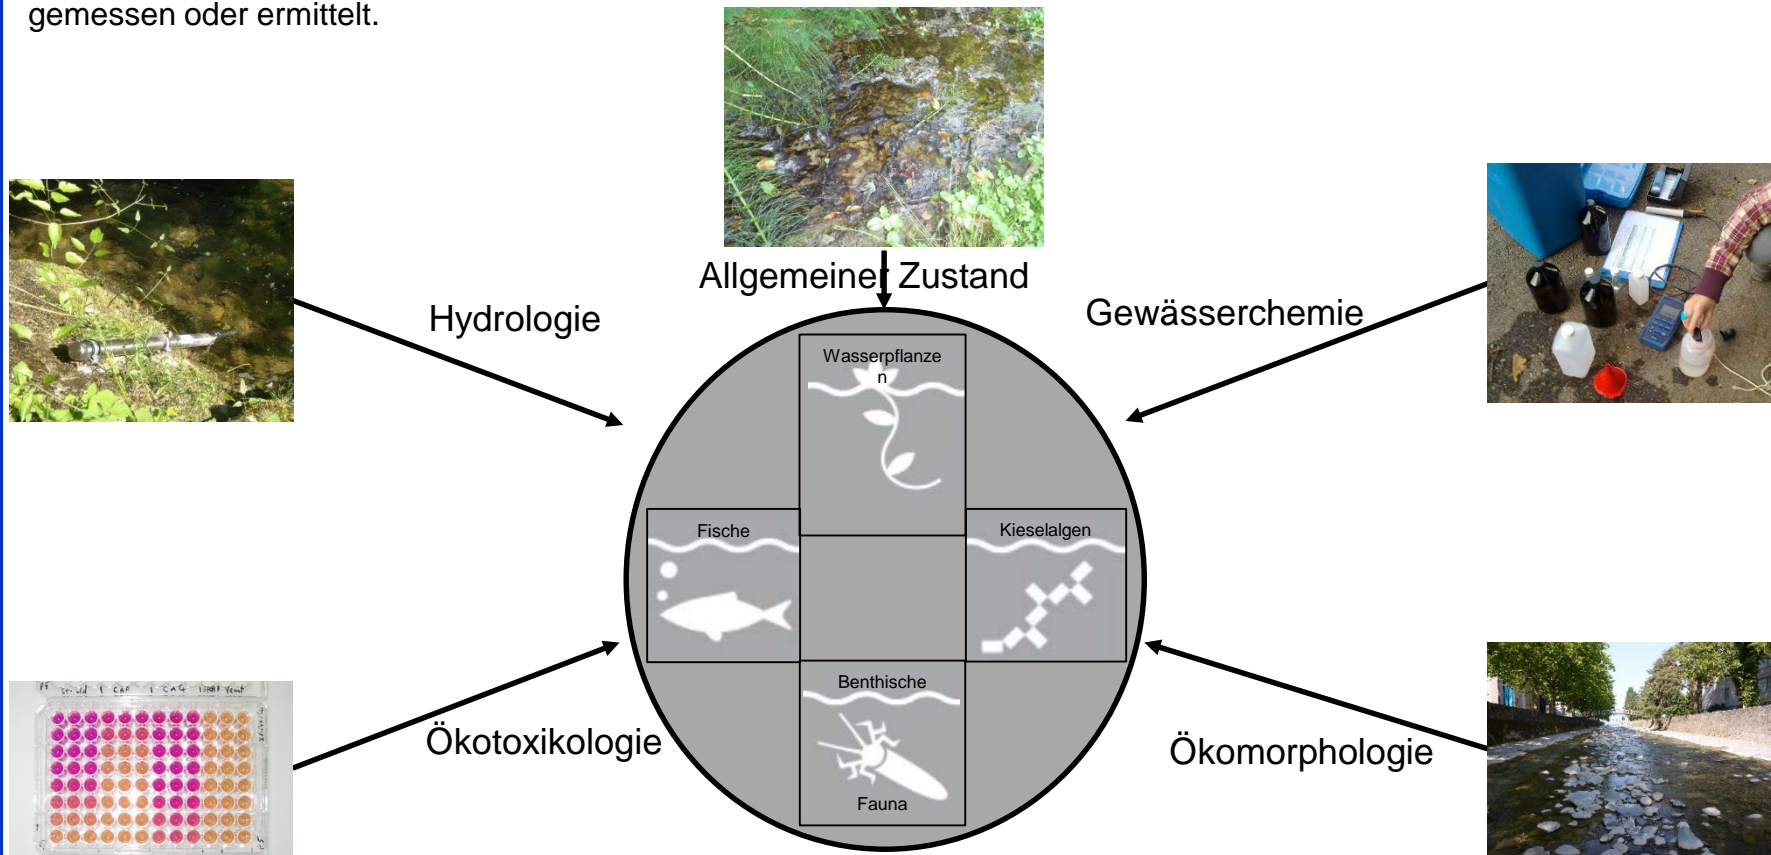 gemessen oder ermittelt.
Allgemeiner Zustand
Hydrologie
Gewässerchemie
Wasserpflanze
n
Fische
Kieselalgen
Benthische
Fauna
Ökotoxikologie
Ökomorphologie